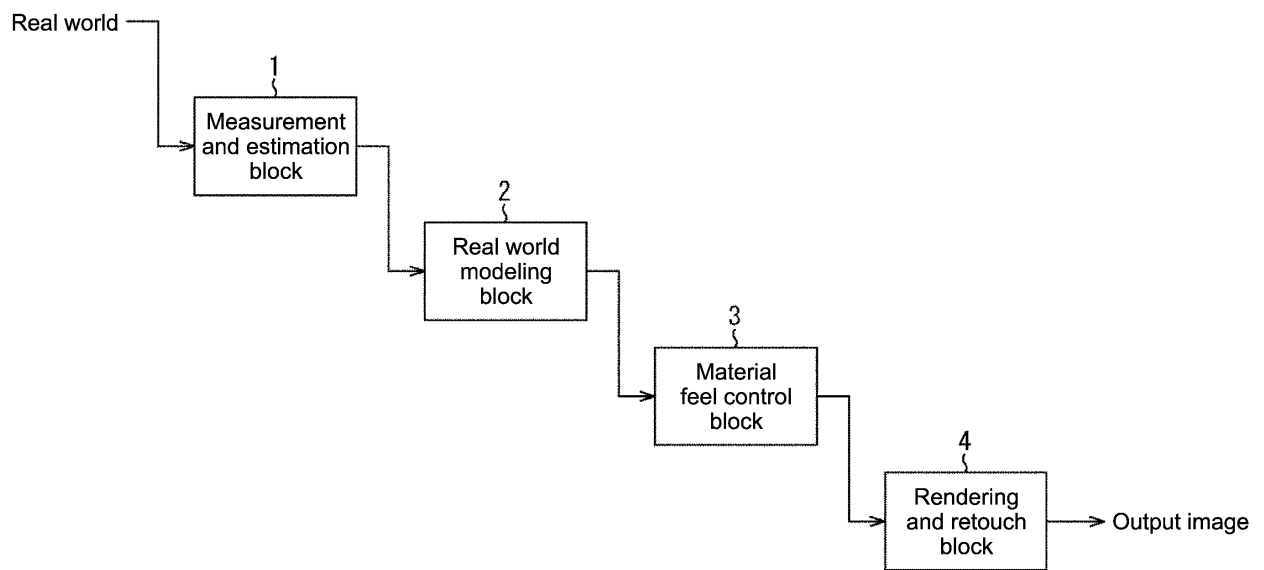 Real world
1
Measurement
and estimation
block
2
Real world
modeling
block
3
Material
feel control
block
4
Rendering
and retouch
block
Output image